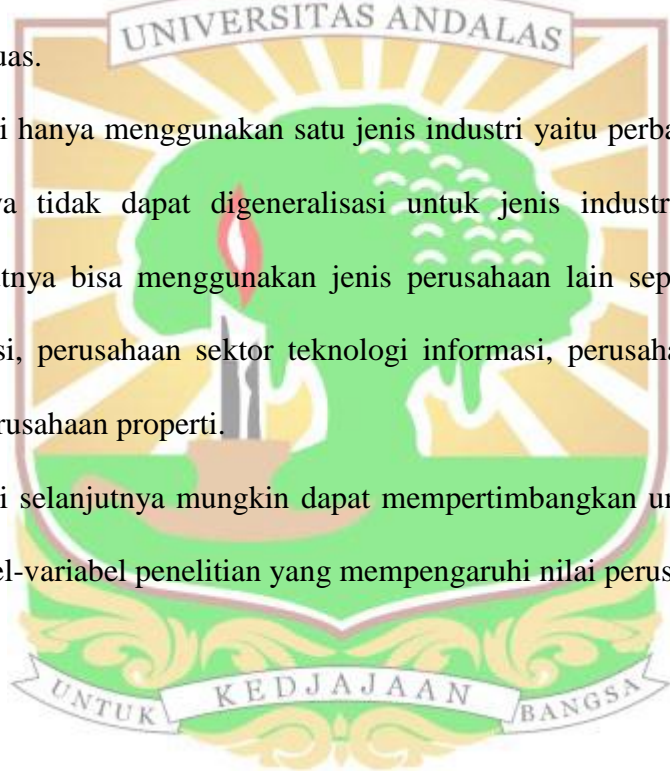 UNIVERSITAS ANDALAS
uas.
i hanya menggunakan satu jenis industri yaitu perba
a tidak dapat digeneralisasi untuk jenis industr
tnya bisa menggunakan jenis perusahaan lain sep
si, perusahaan sektor teknologi informasi, perusaha
rusahaan properti.
i selanjutnya mungkin dapat mempertimbangkan u
el-variabel penelitian yang mempengaruhi nilai perus
UNTUK KEDJAJAAN BANGSA